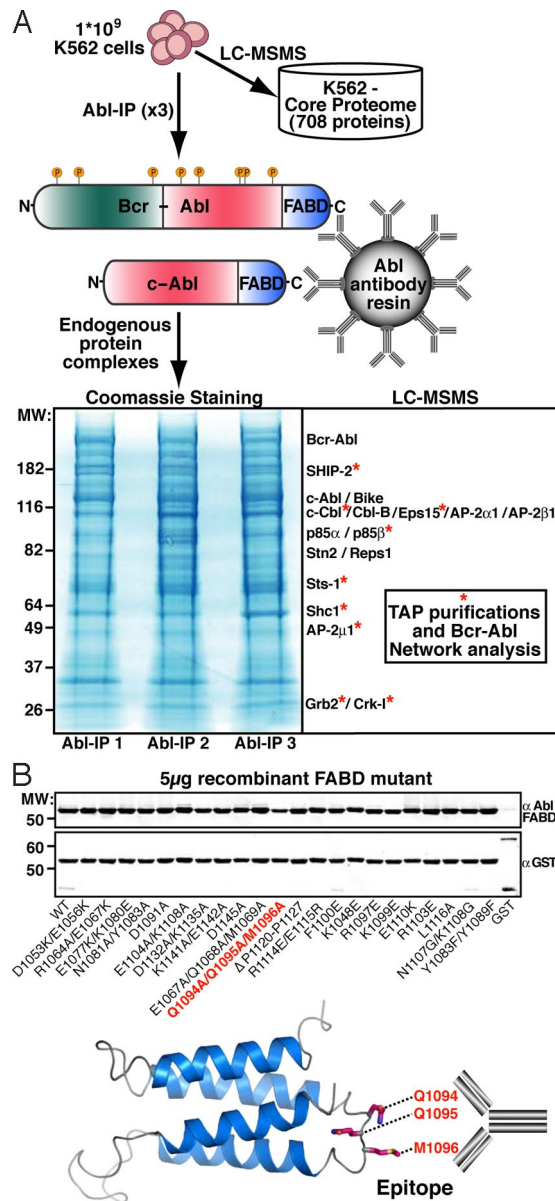 A
1*10⁹
K562 cells
LC-MSMS
K562 -
Core Proteome
(708 proteins)
Abl-IP (x3)
P P P P P P P P
N Bcr – Abl FABD C
N c–Abl FABD C
Abl
antibody
resin
Endogenous
protein
complexes
Coomassie Staining LC-MSMS
MW:
Bcr-Abl
182 SHIP-2*
c-Abl / Bike
116 c-Cbl*/Cbl-B/Eps15*/AP-2α1/AP-2β1
p85α / p85β*
82 Stn2 / Reps1
Sts-1*
64 Shc1*
49 AP-2μ1*
*
TAP purifications
and Bcr-Abl
Network analysis
37
26 Grb2*/ Crk-I*
Abl-IP 1 Abl-IP 2 Abl-IP 3
B
5μg recombinant FABD mutant
MW:
50
α Abl
FABD
60
50
αGST
WT
D1053K/E1056K
R1064A/E1067K
E1077K/K1080E
N1081A/Y1083A
D1091A
E1104A/K1108A
D1132A/K1135A
K1141A/E1142A
D1145A
E1067A/Q1068A/M1069A
Q1094A/Q1095A/M1096A
Δ P1120-P1127
R1114E/E1115R
F1100E
K1048E
R1097E
K1099E
E1110K
R1103E
L1116A
N1107G/K1108G
Y1083F/Y1089F
GST
Q1094
Q1095
M1096
Epitope